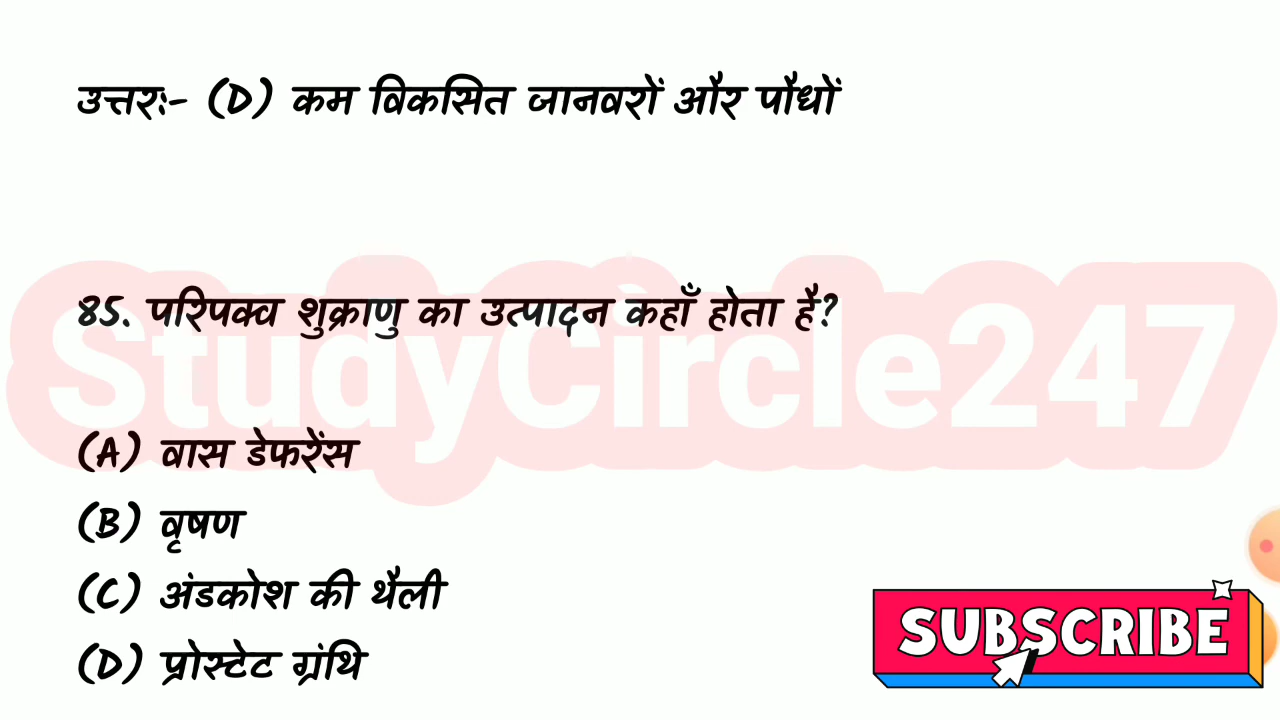 उत्तरः- (D) कम विकसित जानवरों और पौधों
85. परिपक्व शुक्राणु का उत्पादन कहाँ होता है?
StudyCircle247
(A) वास डेफरेंस
(B) वृषण
(C) अंडकोश की थैली
(D) प्रोस्टेट ग्रंथि
SUBSCRIBE